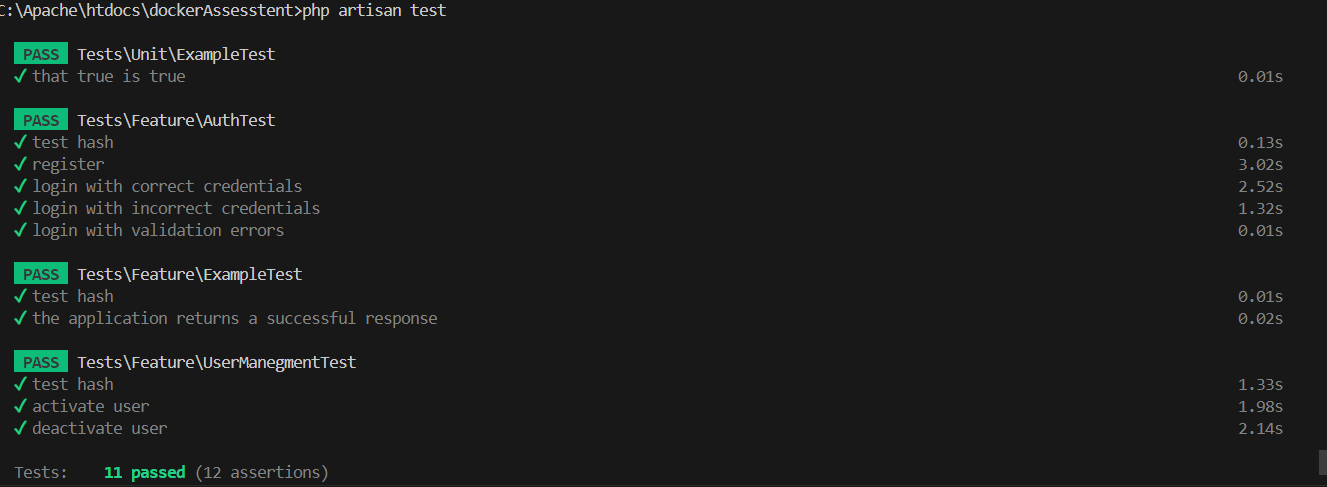 C:\Apache\htdocs\dockerAssesstent>php artisan test
PASS Tests\Unit\ExampleTest
✓ that true is true 0.01s
PASS Tests\Feature\AuthTest
✓ test hash 0.13s
✓ register 3.02s
✓ login with correct credentials 2.52s
✓ login with incorrect credentials 1.32s
✓ login with validation errors 0.01s
PASS Tests\Feature\ExampleTest
✓ test hash 0.01s
✓ the application returns a successful response 0.02s
PASS Tests\Feature\UserManegmentTest
✓ test hash 1.33s
✓ activate user 1.98s
✓ deactivate user 2.14s
Tests: 11 passed (12 assertions)